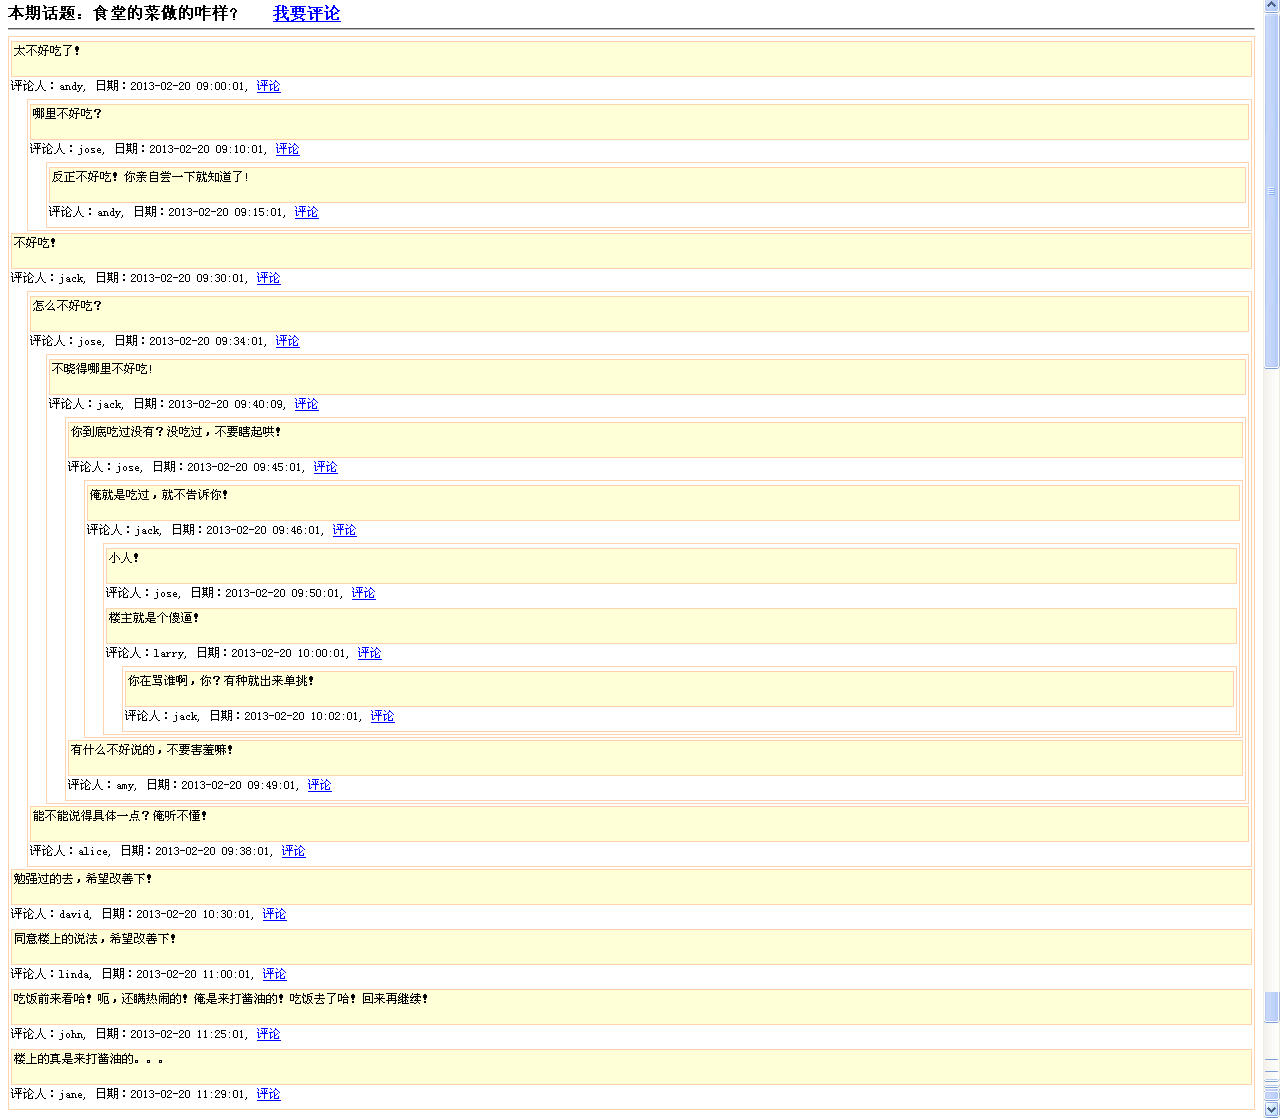 本期话题：食堂的菜做的咋样？ 我要评论
太不好吃了！
评论人：andy, 日期：2013-02-20 09:00:01, 评论
哪里不好吃？
评论人：jose, 日期：2013-02-20 09:10:01, 评论
反正不好吃！你亲自尝一下就知道了!
评论人：andy, 日期：2013-02-20 09:15:01, 评论
不好吃！
评论人：jack, 日期：2013-02-20 09:30:01, 评论
怎么不好吃？
评论人：jose, 日期：2013-02-20 09:34:01, 评论
不晓得哪里不好吃!
评论人：jack, 日期：2013-02-20 09:40:09, 评论
你到底吃过没有？没吃过，不要瞎起哄！
评论人：jose, 日期：2013-02-20 09:45:01, 评论
俺就是吃过，就不告诉你！
评论人：jack, 日期：2013-02-20 09:46:01, 评论
小人！
评论人：jose, 日期：2013-02-20 09:50:01, 评论
楼主就是个傻逼！
评论人：larry, 日期：2013-02-20 10:00:01, 评论
你在骂谁啊，你？有种就出来单挑！
评论人：jack, 日期：2013-02-20 10:02:01, 评论
有什么不好说的，不要害羞嘛！
评论人：amy, 日期：2013-02-20 09:49:01, 评论
能不能说得具体一点？俺听不懂！
评论人：alice, 日期：2013-02-20 09:38:01, 评论
勉强过的去，希望改善下！
评论人：david, 日期：2013-02-20 10:30:01, 评论
同意楼上的说法，希望改善下！
评论人：linda, 日期：2013-02-20 11:00:01, 评论
吃饭前来看哈！呃，还瞒热闹的！俺是来打酱油的！吃饭去了哈！回来再继续！
评论人：john, 日期：2013-02-20 11:25:01, 评论
楼上的真是来打酱油的。。。
评论人：jane, 日期：2013-02-20 11:29:01, 评论